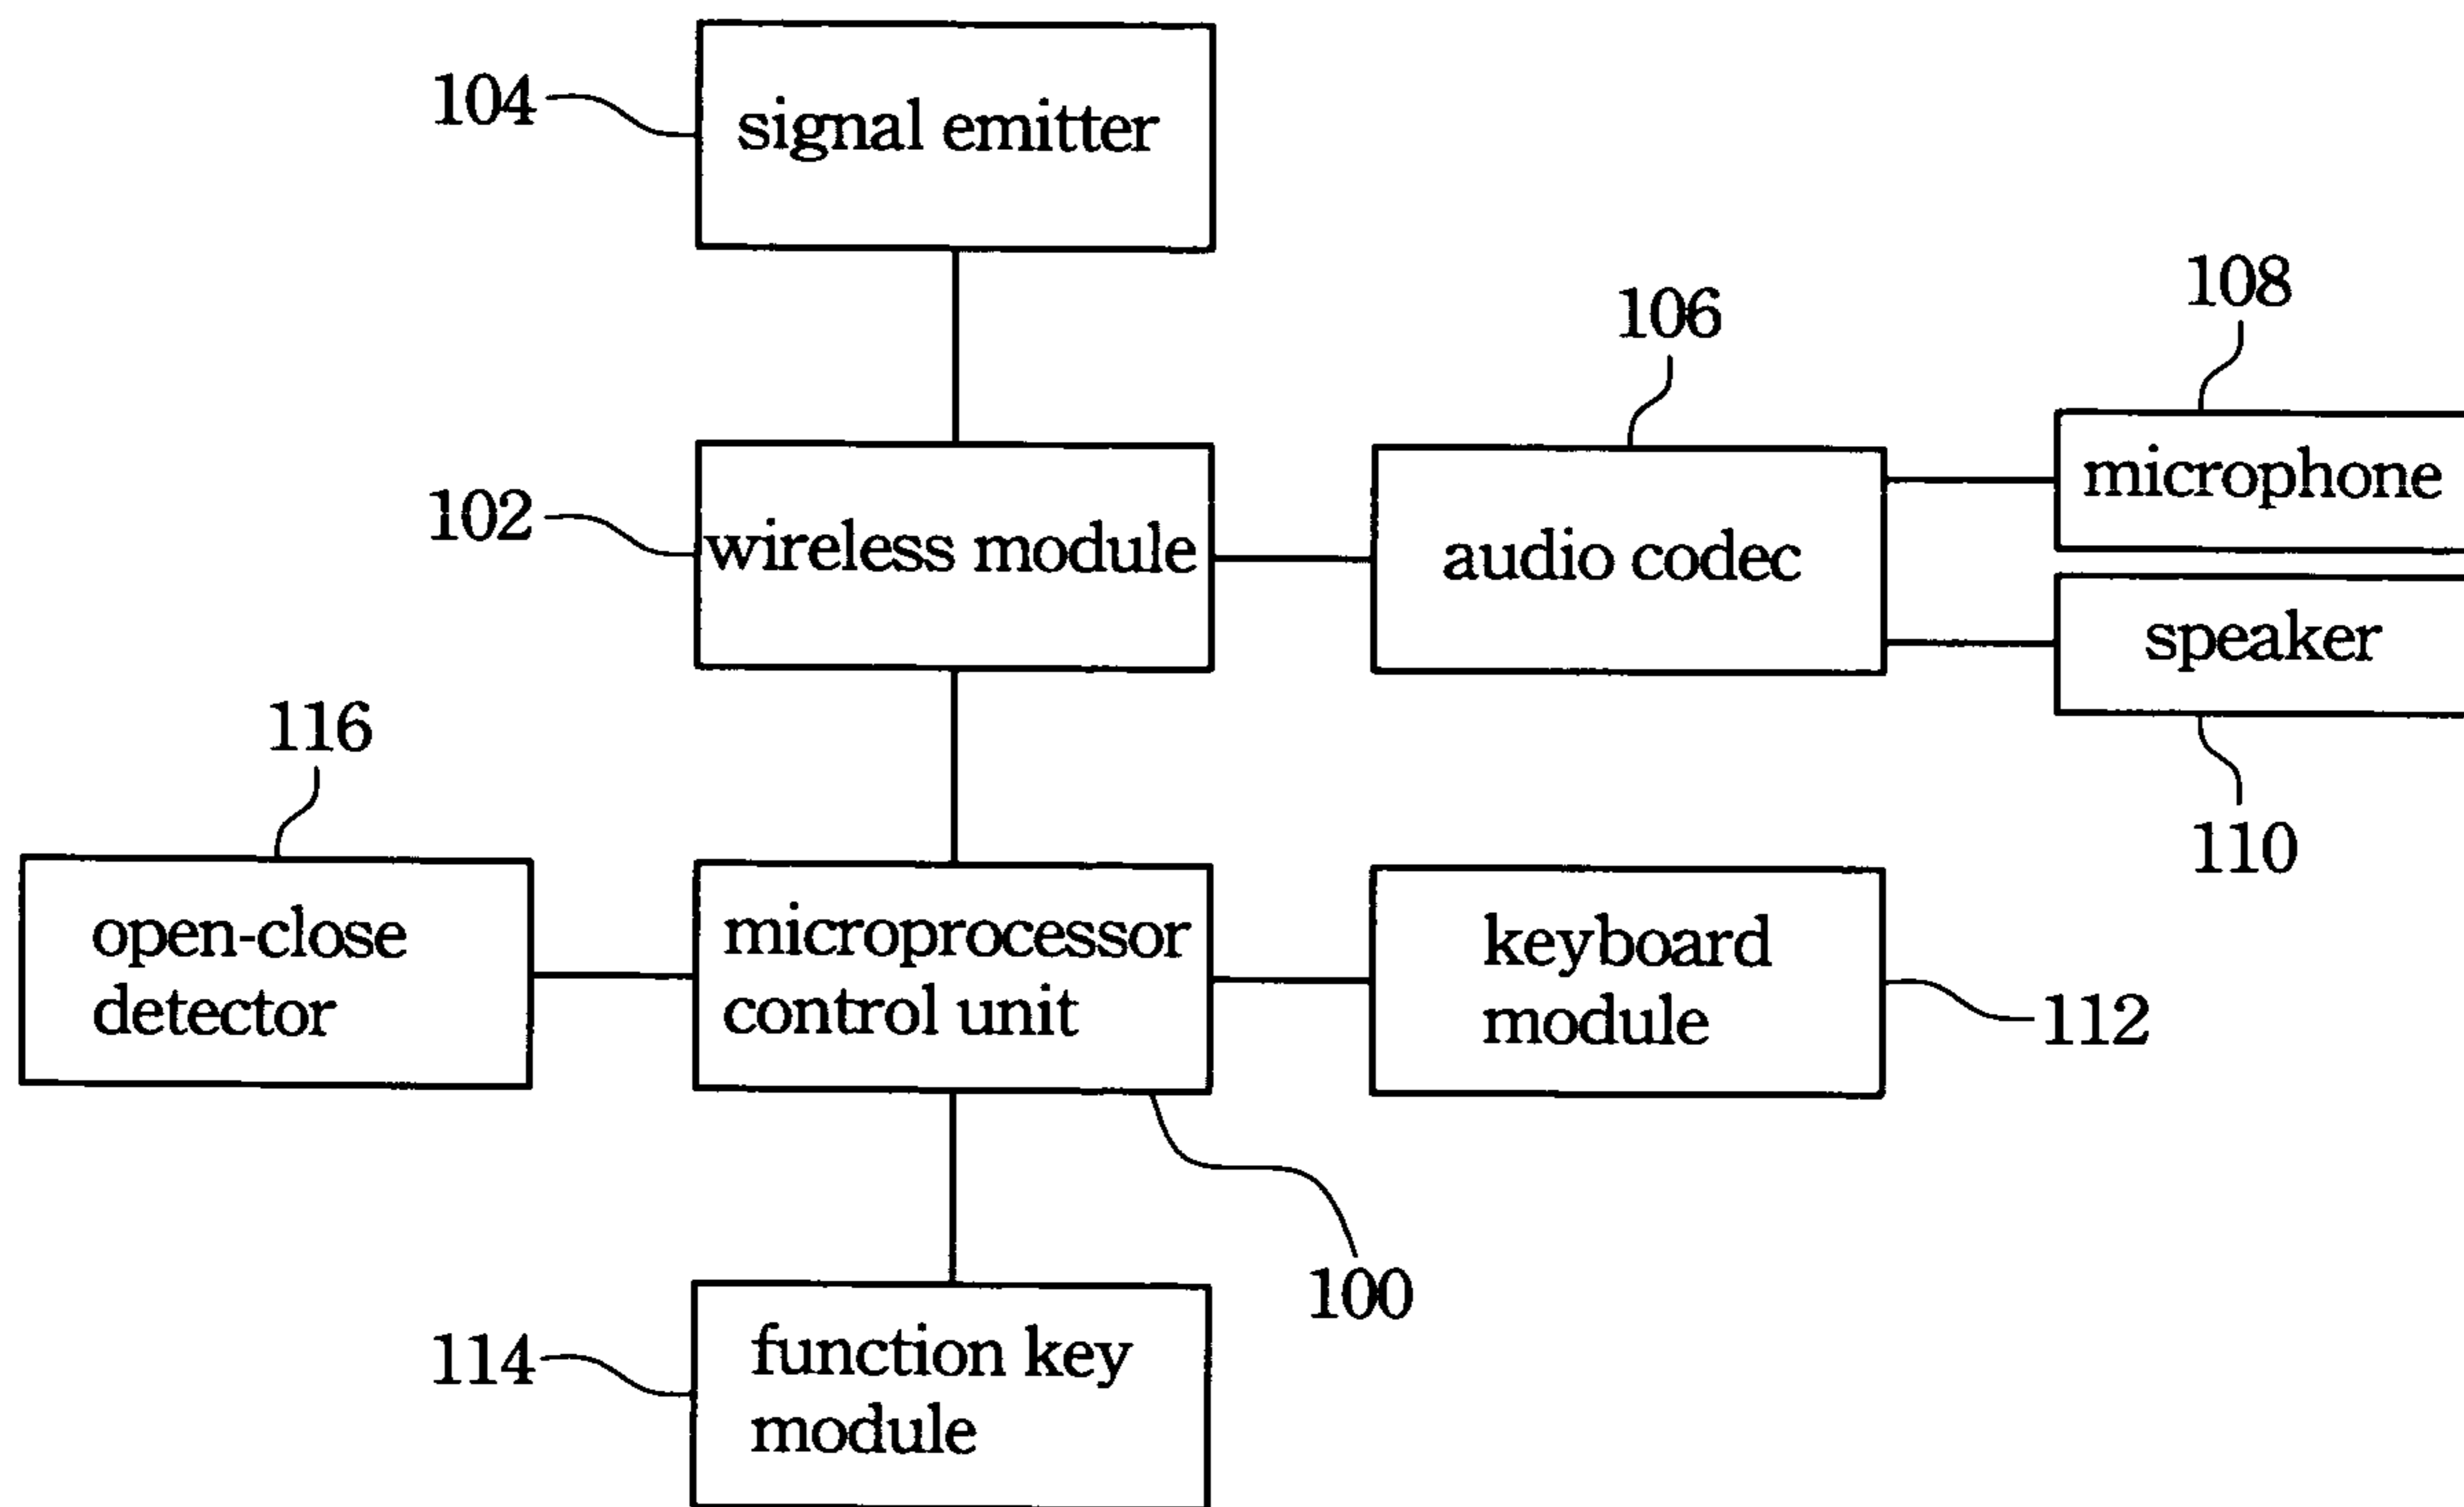 104
signal emitter
108
106
microphone
102
wireless module
audio codec
speaker
116
110
open-close
detector
microprocessor
control unit
keyboard
module
112
100
114
function key
module